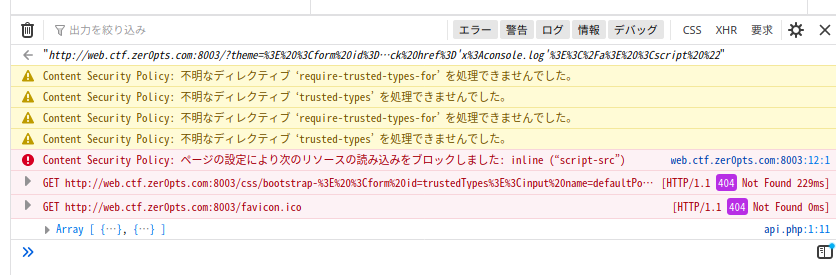 出力を絞り込み エラー 警告 ログ 情報 デバッグ CSS XHR 要求
"http://web.ctf.zer0pts.com:8003/?theme=%3E%20%3Cform%20id%3D…ck%20href%3D'x%3Aconsole.log'%3E%3C%2Fa%3E%20%3Cscript%20%22"
Content Security Policy: 不明なディレクティブ ‘require-trusted-types-for’ を処理できませんでした。
Content Security Policy: 不明なディレクティブ ‘trusted-types’ を処理できませんでした。
Content Security Policy: 不明なディレクティブ ‘require-trusted-types-for’ を処理できませんでした。
Content Security Policy: 不明なディレクティブ ‘trusted-types’ を処理できませんでした。
Content Security Policy: ページの設定により次のリソースの読み込みをブロックしました: inline (“script-src”) web.ctf.zer0pts.com:8003:12:1
GET http://web.ctf.zer0pts.com:8003/css/bootstrap-%3E%20%3Cform%20id=trustedTypes%3E%3Cinput%20name=defaultPo… [HTTP/1.1 404 Not Found 229ms]
GET http://web.ctf.zer0pts.com:8003/favicon.ico [HTTP/1.1 404 Not Found 0ms]
Array [ {…}, {…} ] api.php:1:11